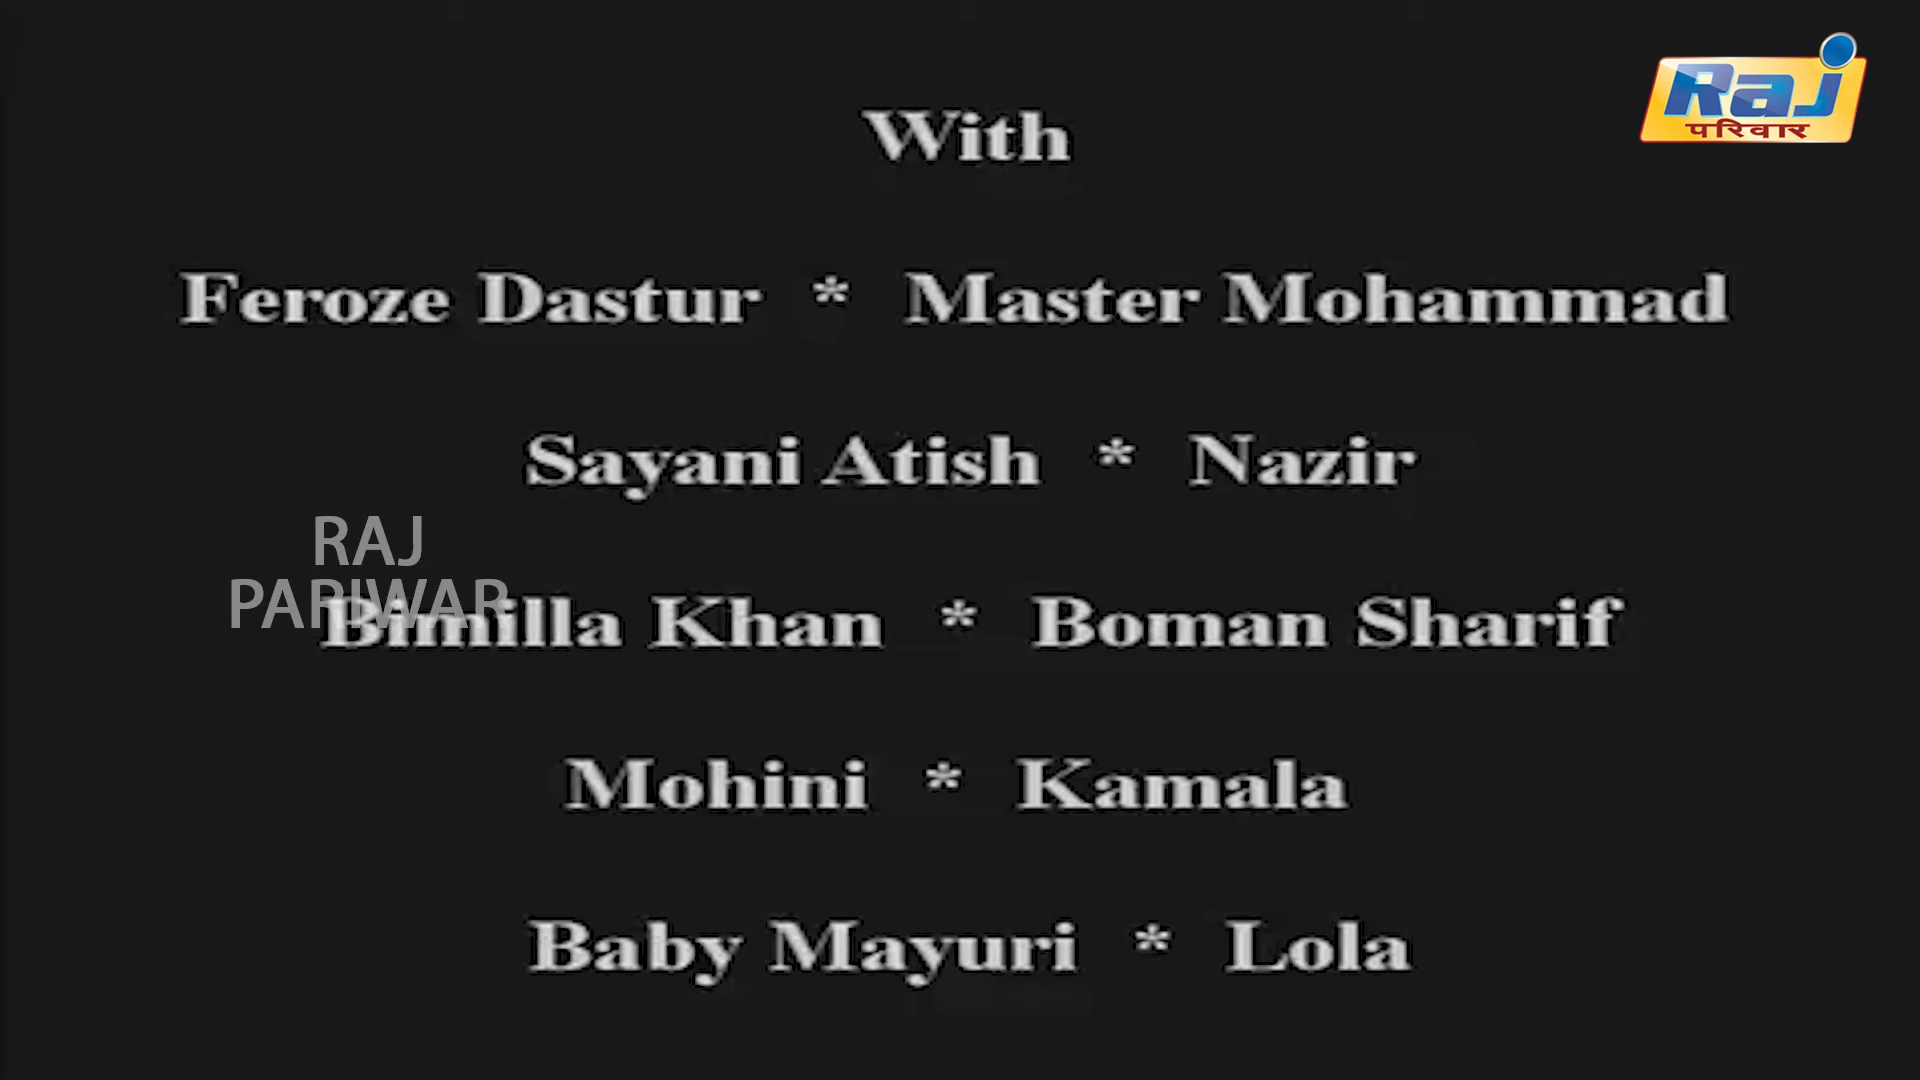 Raj
परिवार
With
Feroze Dastur * Master Mohammad
Sayani Atish * Nazir
RAJ
PARIWAR
Bimilla Khan * Boman Sharif
Mohini * Kamala
Baby Mayuri * Lola